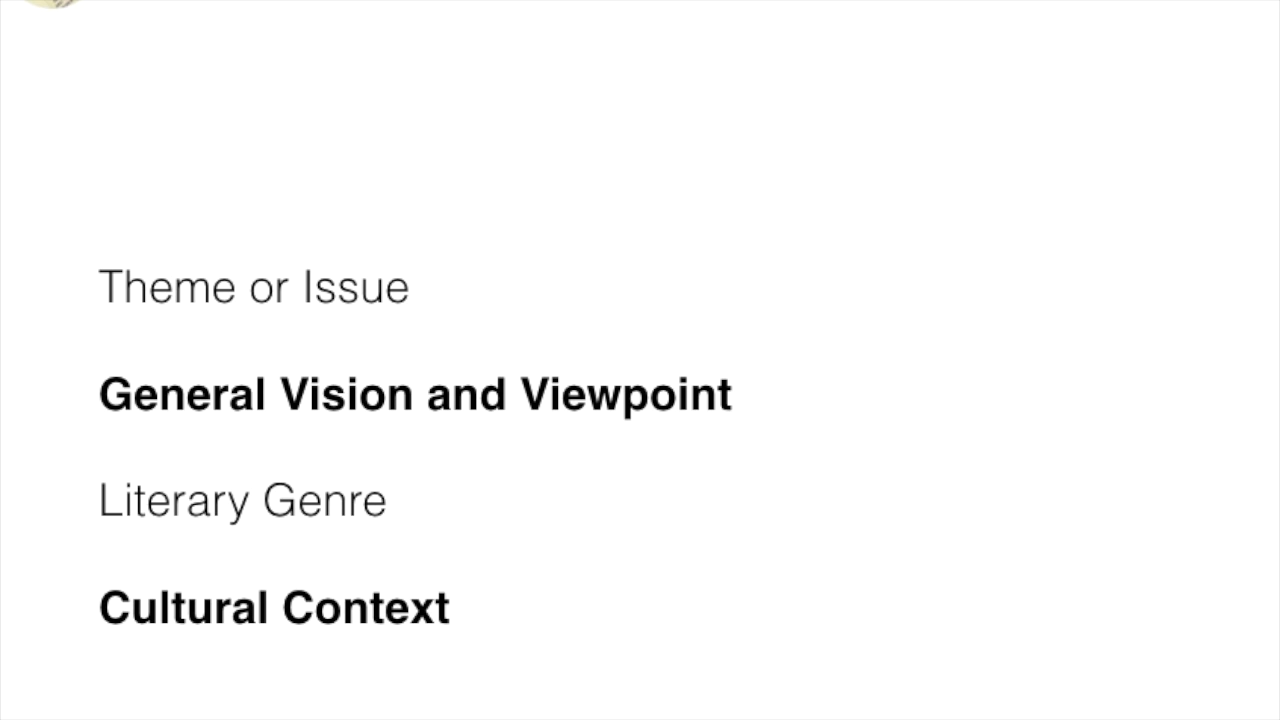 Theme or Issue
General Vision and Viewpoint
Literary Genre
Cultural Context